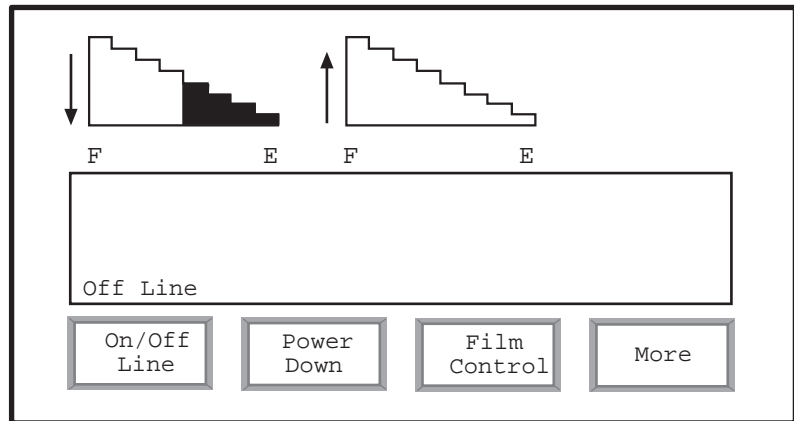 F E F E
Off Line
On/Off Line
Power Down
Film Control
More